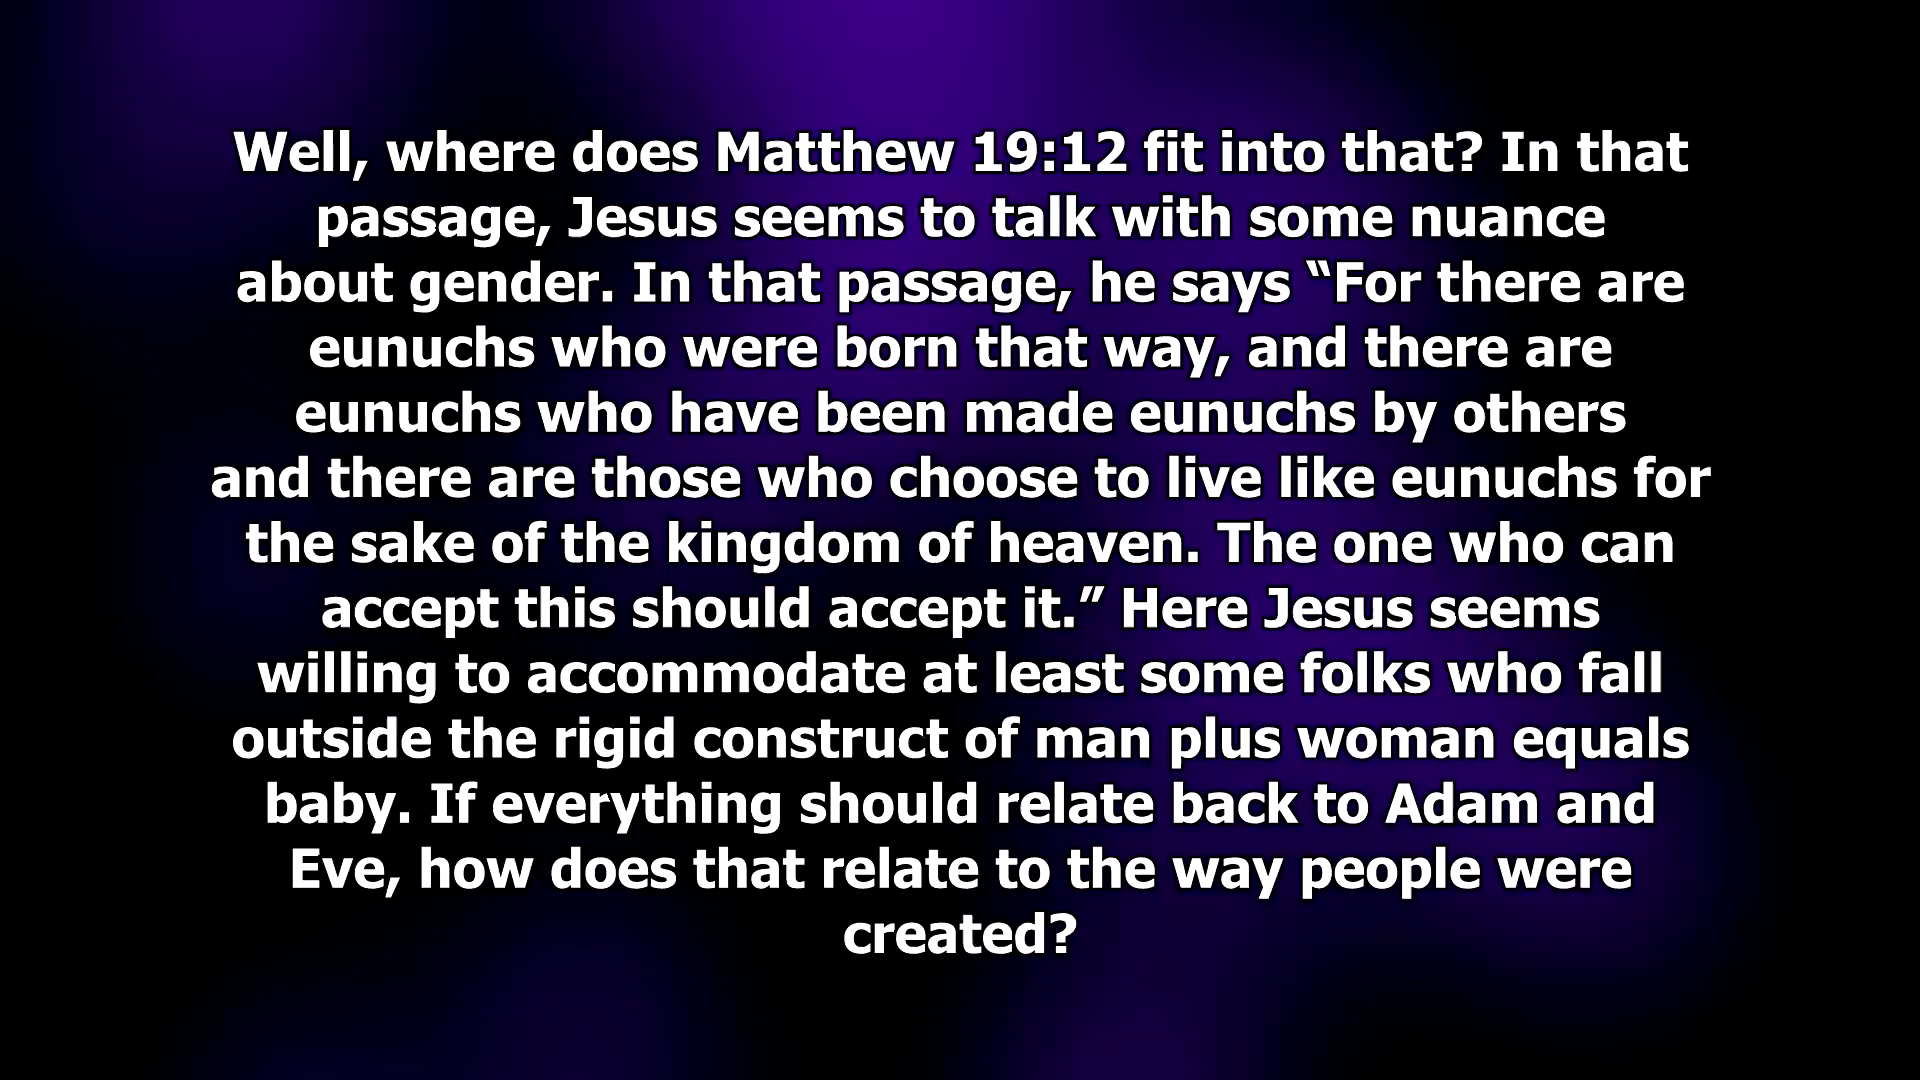 Well, where does Matthew 19:12 fit into that? In that
passage, Jesus seems to talk with some nuance
about gender. In that passage, he says “For there are
eunuchs who were born that way, and there are
eunuchs who have been made eunuchs by others
and there are those who choose to live like eunuchs for
the sake of the kingdom of heaven. The one who can
accept this should accept it.” Here Jesus seems
willing to accommodate at least some folks who fall
outside the rigid construct of man plus woman equals
baby. If everything should relate back to Adam and
Eve, how does that relate to the way people were
created?